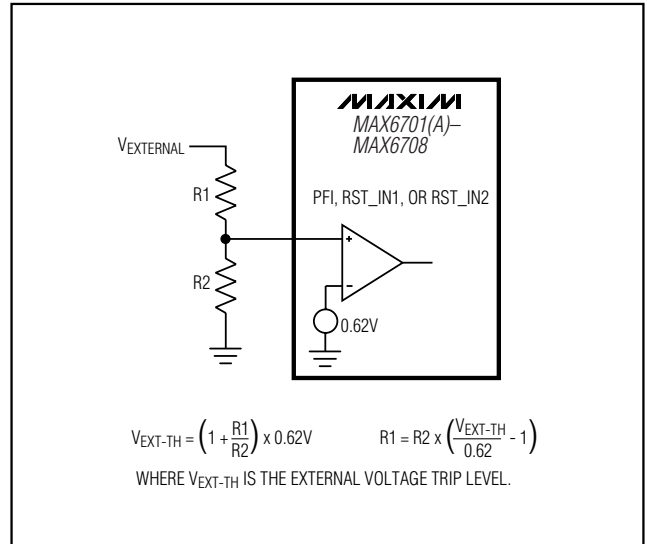 MAXIM
MAX6701(A)–
MAX6708
VEXTERNAL
R1
PFI, RST_IN1, OR RST_IN2
+
R2
−
0.62V
VEXT-TH = (1 + R1/R2) x 0.62V
R1 = R2 x (VEXT-TH/0.62 - 1)
WHERE VEXT-TH IS THE EXTERNAL VOLTAGE TRIP LEVEL.